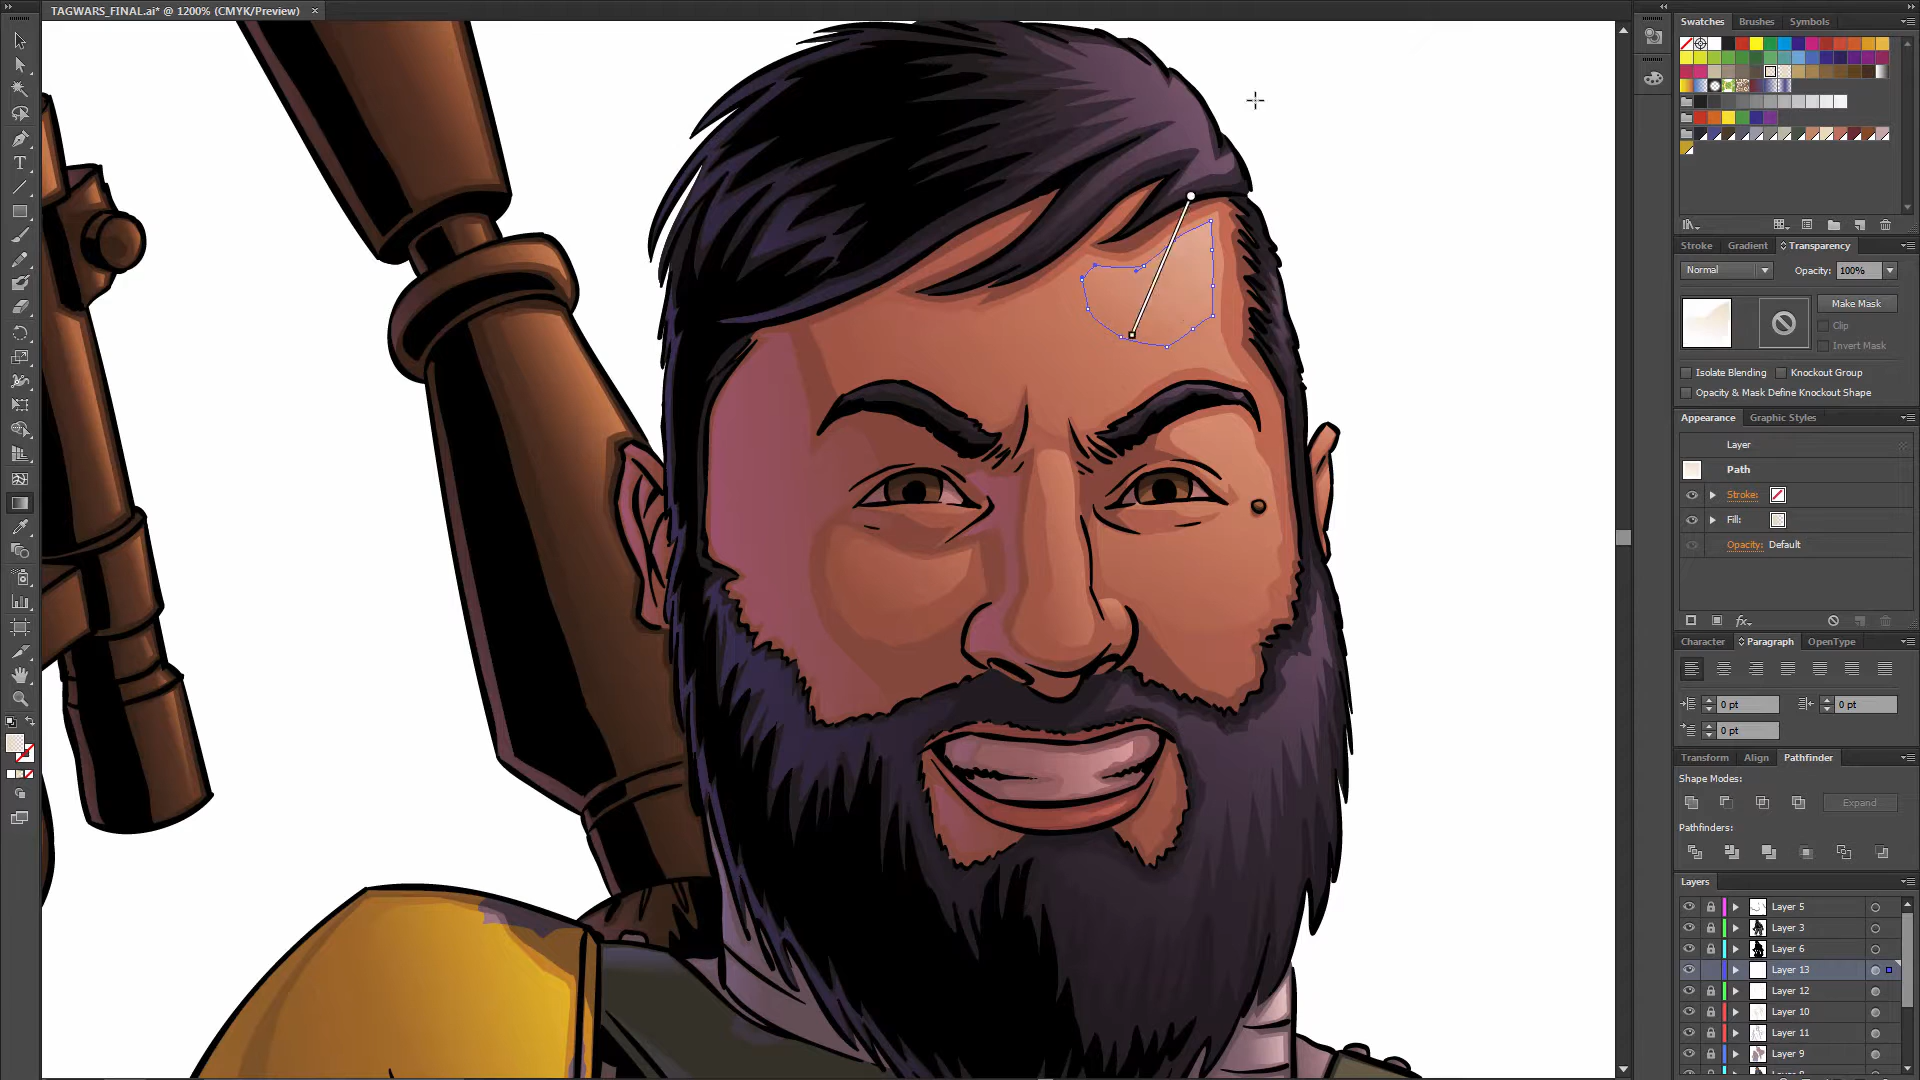 TAGWARS_FINAL.ai* @ 1200% (CMYK/Preview)
Swatches Brushes Symbols
Stroke Gradient Transparency
Normal Opacity: 100%
Make Mask
Clip
Invert Mask
Isolate Blending Knockout Group
Opacity & Mask Define Knockout Shape
Appearance Graphic Styles
Layer
Path
Stroke:
Fill:
Opacity: Default
fx
Character Paragraph OpenType
0 pt 0 pt
0 pt
Transform Align Pathfinder
Shape Modes:
Expand
Pathfinders:
Layers
Layer 5
Layer 3
Layer 6
Layer 13
Layer 12
Layer 10
Layer 11
Layer 9